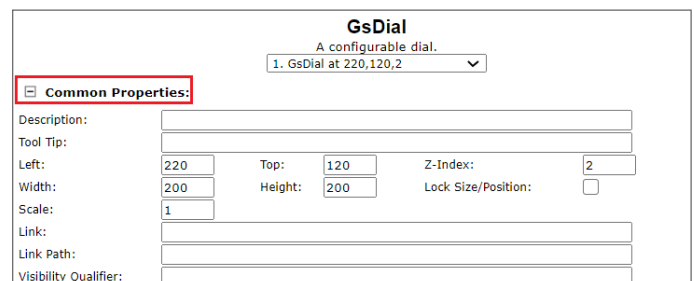 GsDial
A configurable dial.
1. GsDial at 220,120,2
Common Properties:
Description:
Tool Tip:
Left: 220 Top: 120 Z-Index: 2
Width: 200 Height: 200 Lock Size/Position:
Scale: 1
Link:
Link Path:
Visibility Qualifier: